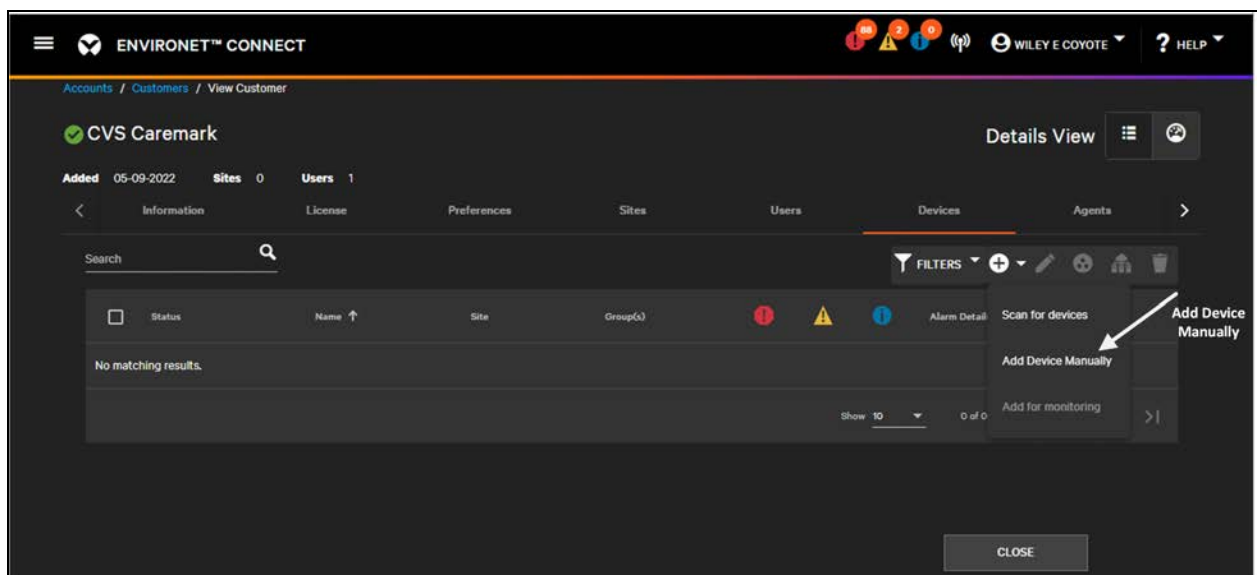 ENVIRONET™ CONNECT
88
2
0
WILEY E COYOTE
? HELP
Accounts / Customers / View Customer
CVS Caremark
Details View
Added 05-09-2022 Sites 0 Users 1
Information License Preferences Sites Users Devices Agents
Search
FILTERS
Status Name Site Group(s) Alarm Detail
Scan for devices
Add Device Manually
Add Device Manually
No matching results.
Add for monitoring
Show 10 0 of 0
CLOSE